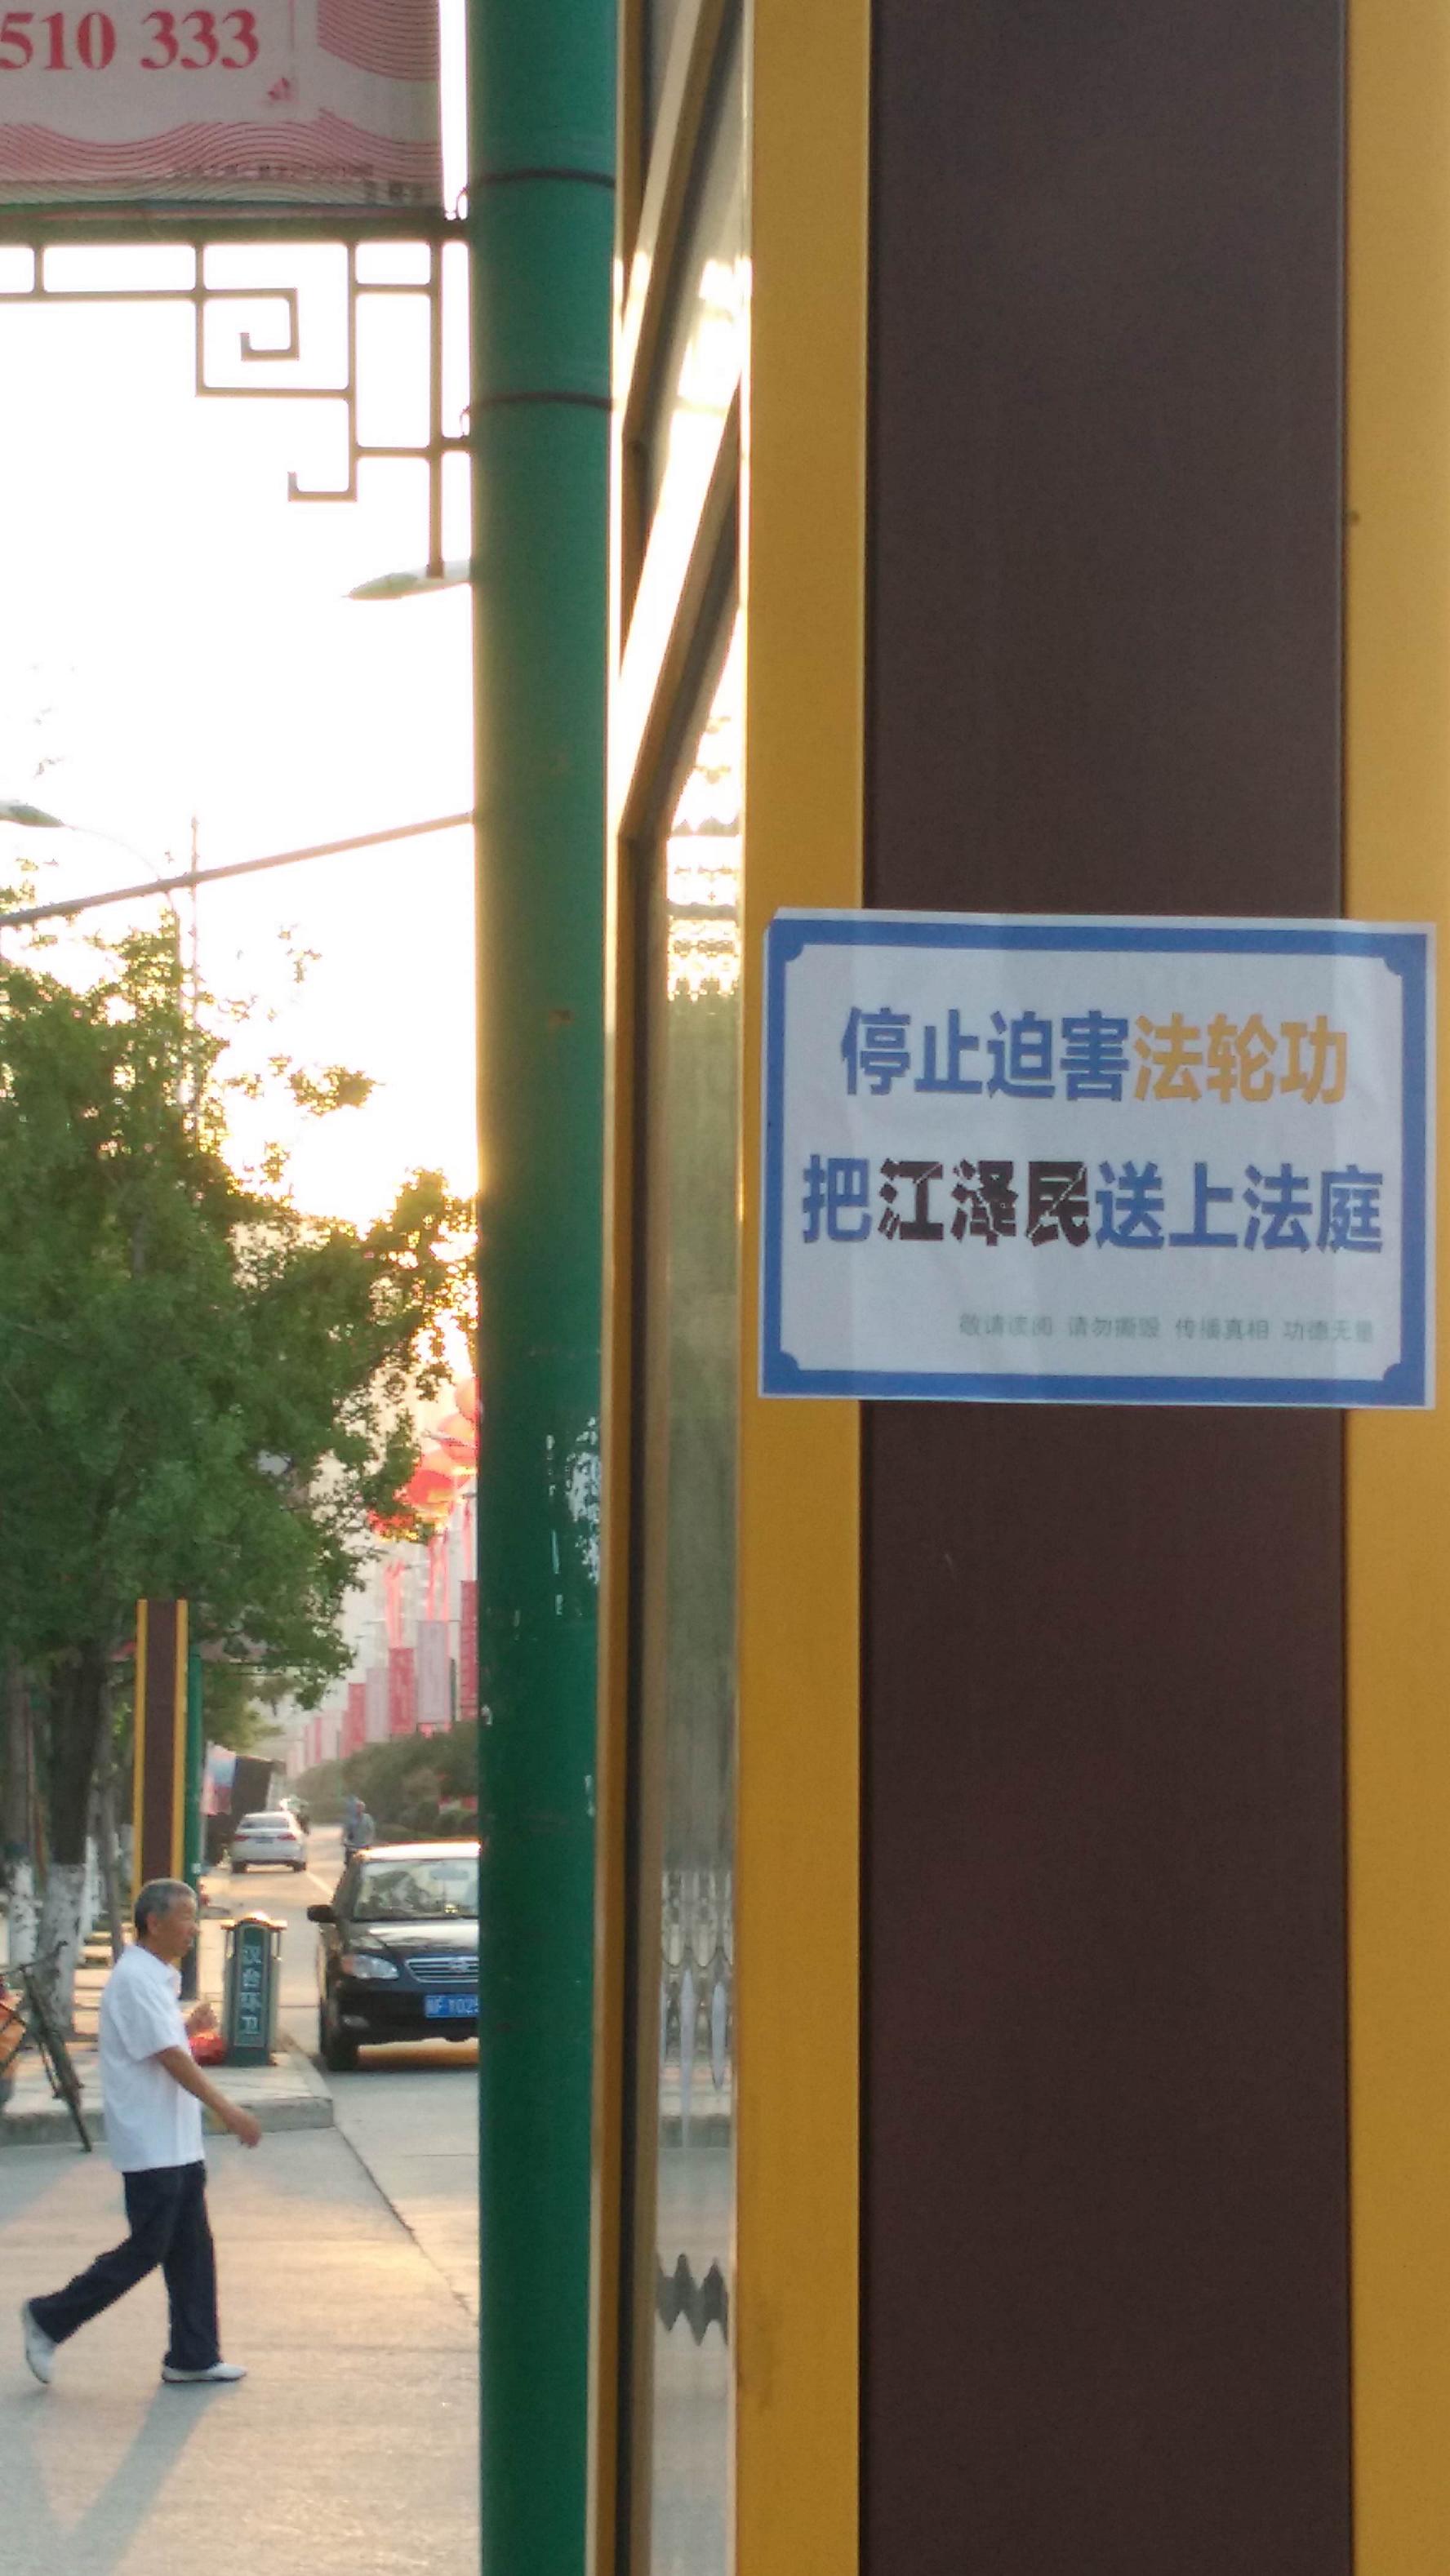 510 333
停止迫害法轮功
把江泽民送上法庭
敬请读阅 请勿撕毁 传播真相 功德无量
汉台环卫